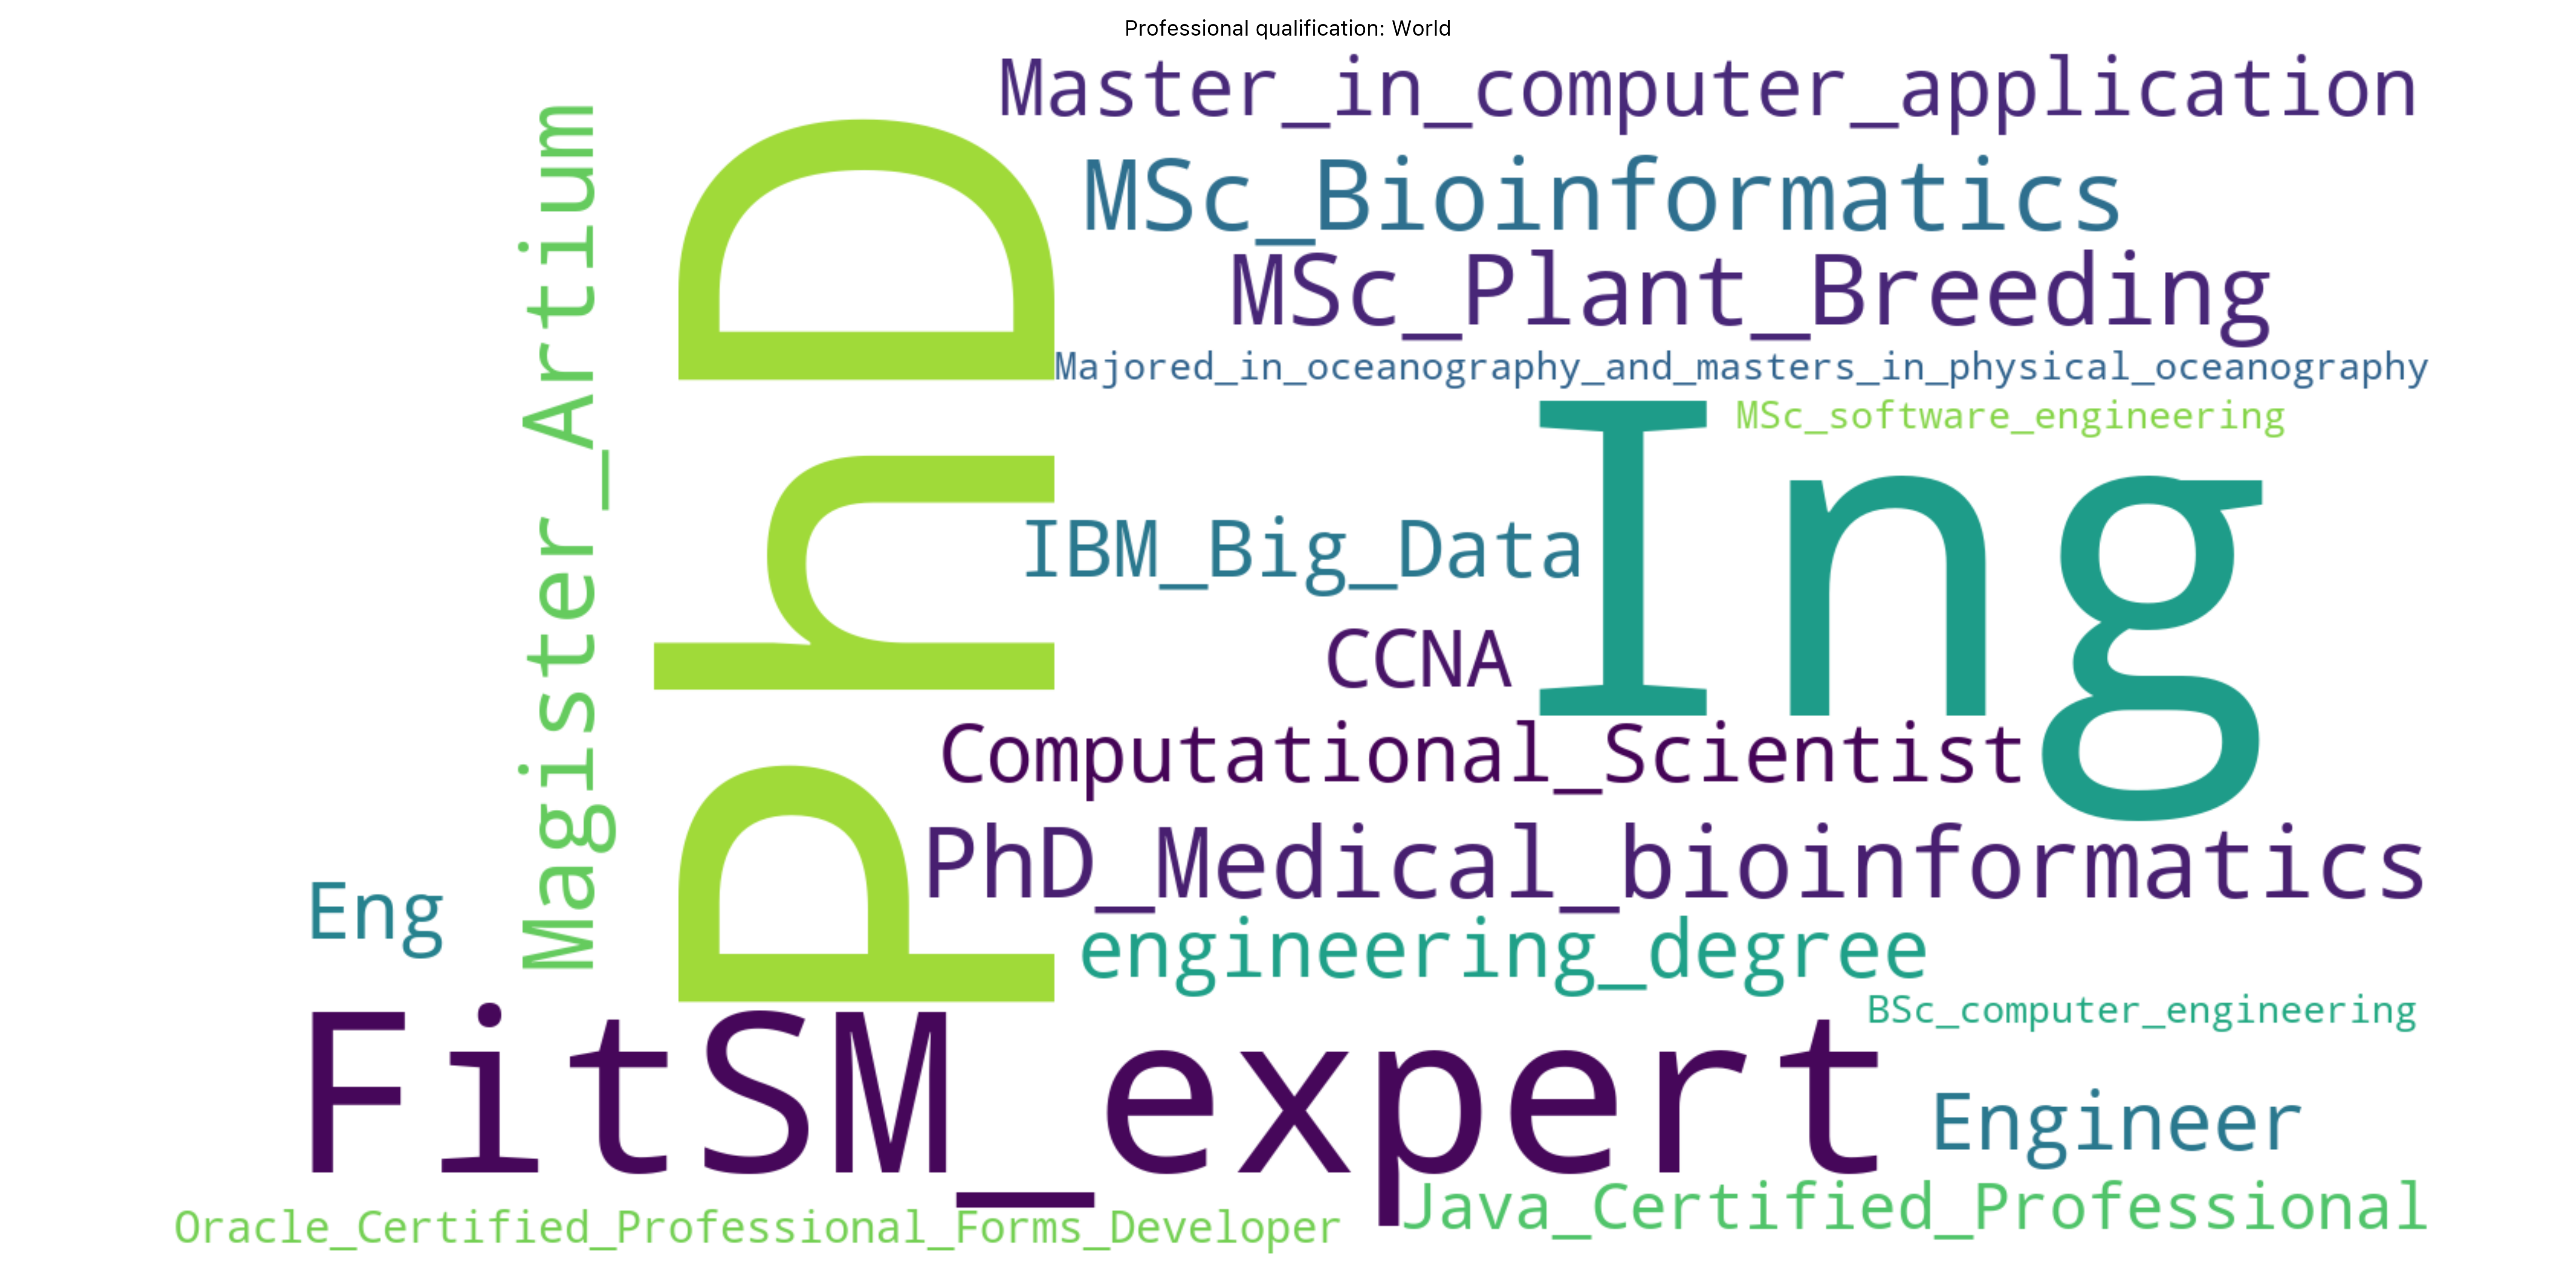 Professional qualification: World
Master_in_computer_application
MSc_Bioinformatics
MSc_Plant_Breeding
Majored_in_oceanography_and_masters_in_physical_oceanography
MSc_software_engineering
Magister_Artium
PhD
Ing
IBM_Big_Data
CCNA
Computational_Scientist
PhD_Medical_bioinformatics
Eng
engineering_degree
BSc_computer_engineering
FitSM_expert
Engineer
Java_Certified_Professional
Oracle_Certified_Professional_Forms_Developer